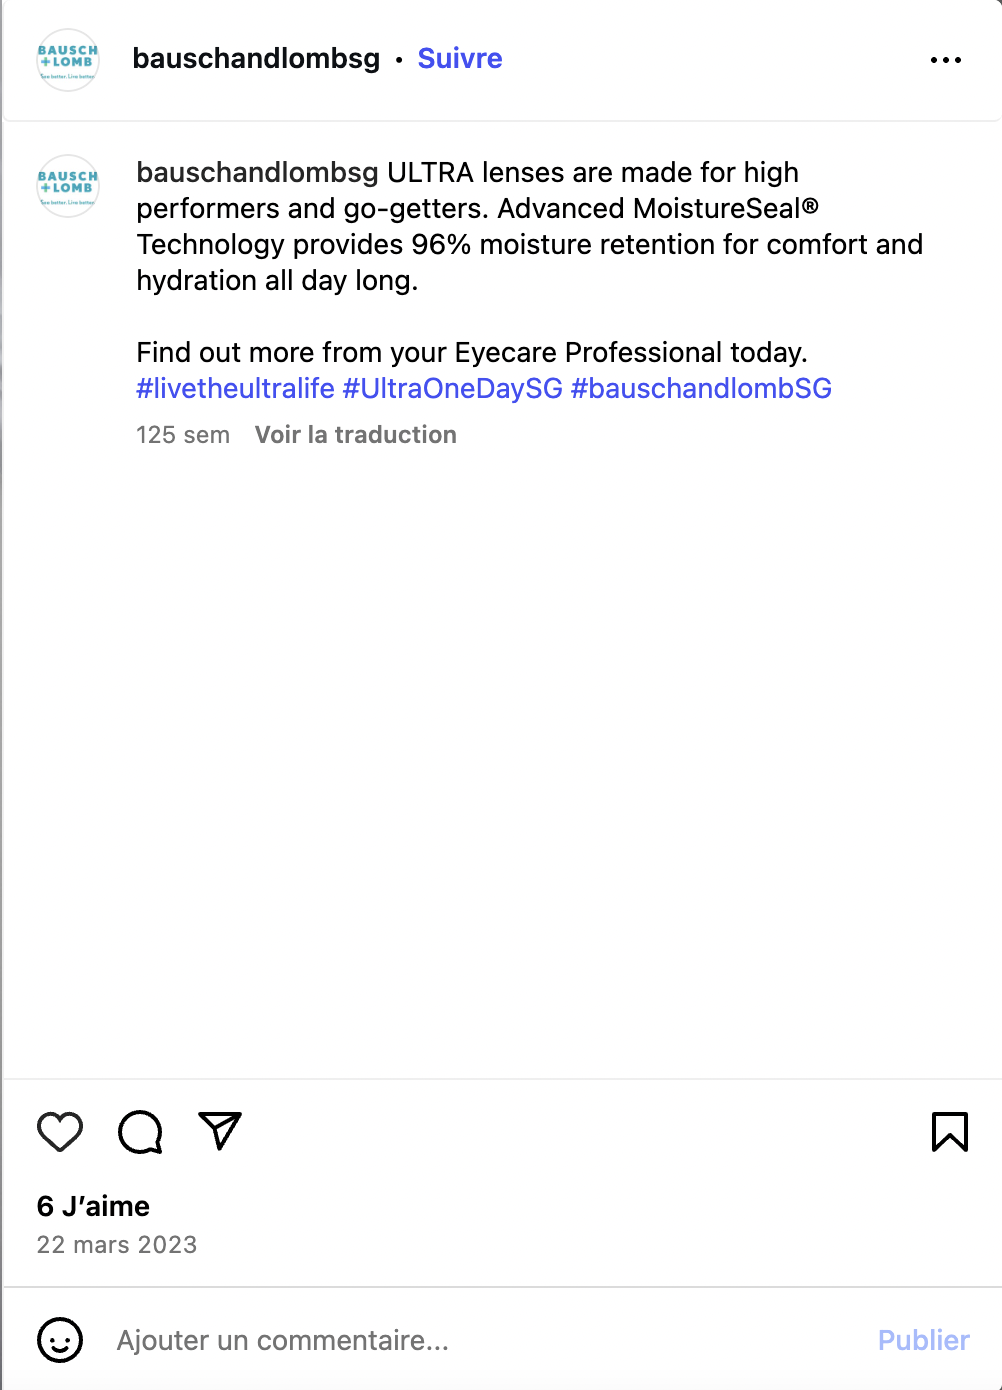 BAUSCH
+LOMB
See better. Live better.
bauschandlombsg • Suivre
BAUSCH
+LOMB
See better. Live better.
bauschandlombsg ULTRA lenses are made for high
performers and go-getters. Advanced MoistureSeal®
Technology provides 96% moisture retention for comfort and
hydration all day long.
Find out more from your Eyecare Professional today.
#livetheultralife #UltraOneDaySG #bauschandlombSG
125 sem Voir la traduction
6 J’aime
22 mars 2023
Ajouter un commentaire... Publier